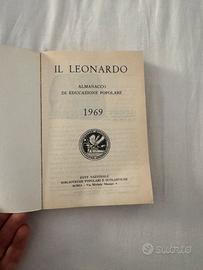 IL LEONARDO
ALMANACCO
DI EDUCAZIONE POPOLARE
1969
ENTE NAZIONALE
BIBLIOTECHE POPOLARI E SCOLASTICHE
ROMA - Via Michele Mercati 4
subito